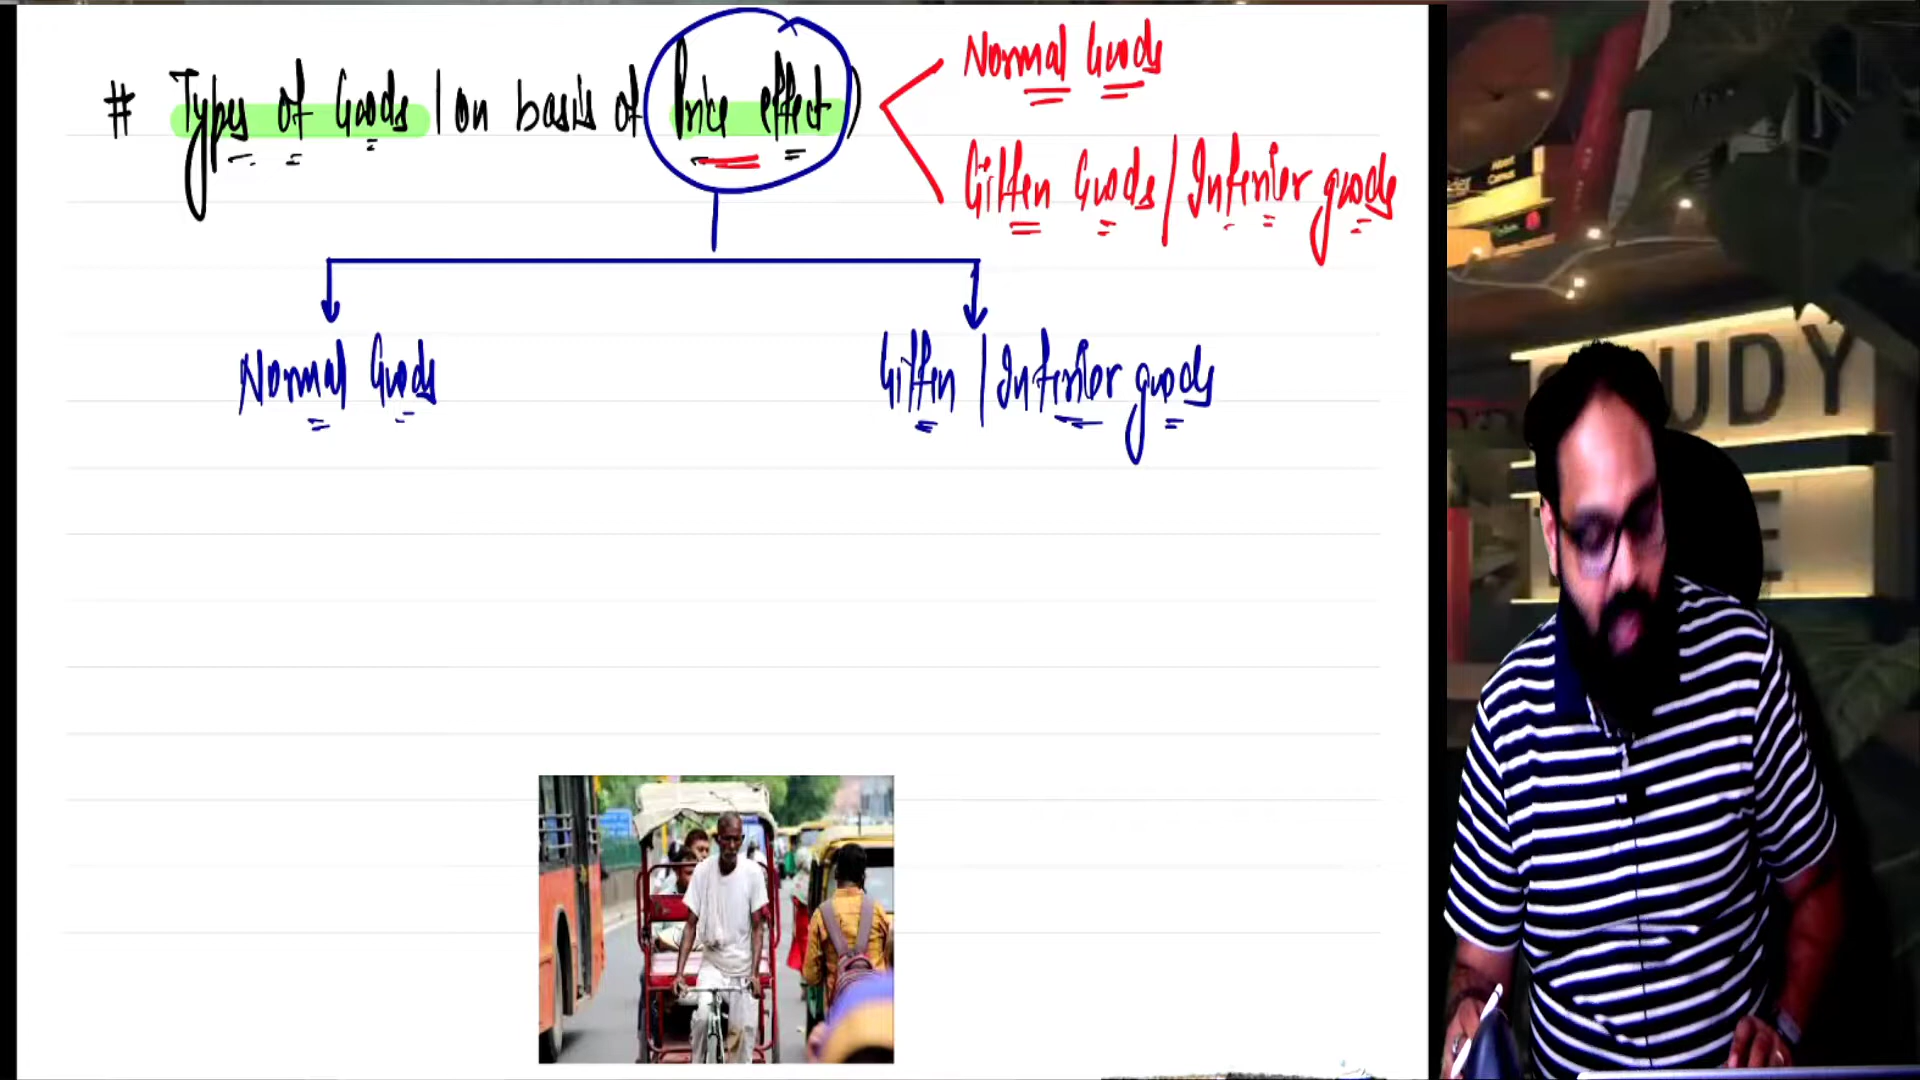 # Types of Goods (on basis of Price effect)
Normal Goods
Giffen Goods / Inferior goods
Normal Goods
Giffen / Inferior goods
UDY